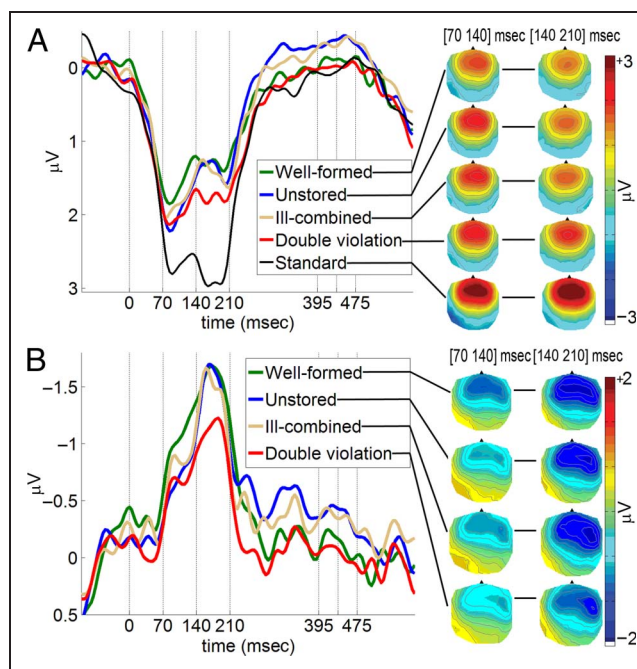 A
[70 140] msec [140 210] msec
0
1
2
3
μV
Well-formed
Unstored
Ill-combined
Double violation
Standard
0 70 140 210 395 475
time (msec)
+3
μV
−3
B
[70 140] msec [140 210] msec
−1.5
−1
−0.5
0
0.5
μV
Well-formed
Unstored
Ill-combined
Double violation
0 70 140 210 395 475
time (msec)
+2
μV
−2